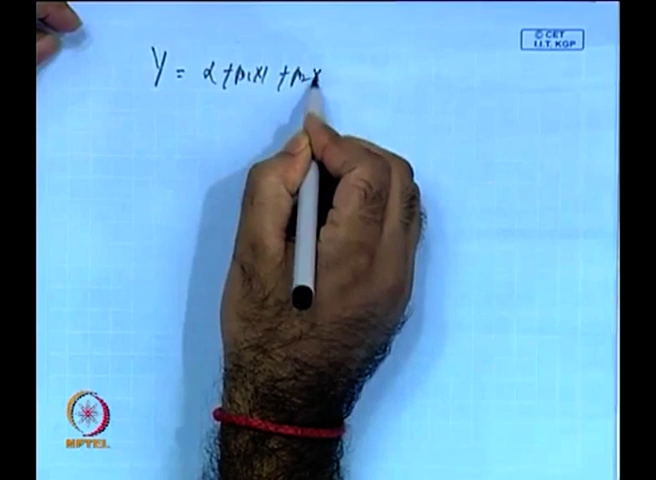 © CET
I.I.T. KGP
Y = α + β1X1 + β2X
NPTEL